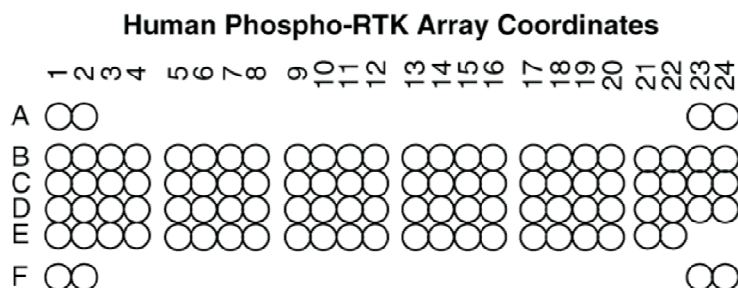 Human Phospho-RTK Array Coordinates
1 2 3 4 5 6 7 8 9 10 11 12 13 14 15 16 17 18 19 20 21 22 23 24
A
B
C
D
E
F